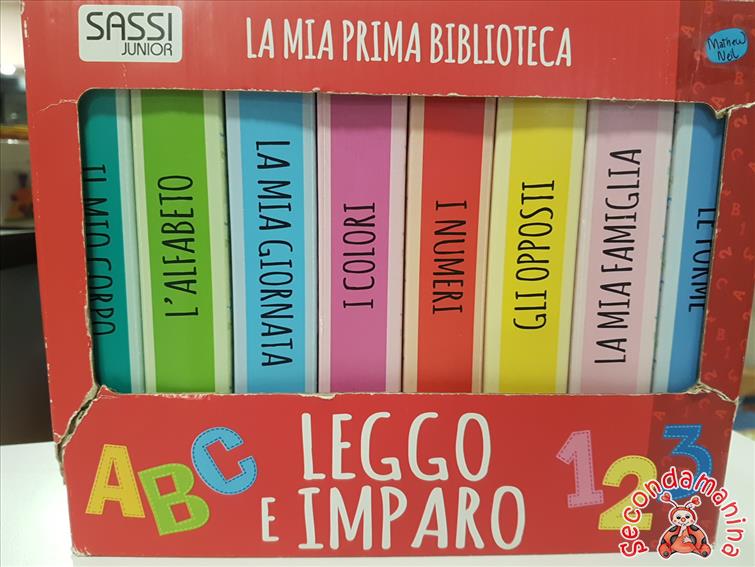 SASSI
JUNIOR
LA MIA PRIMA BIBLIOTECA
Mathew
Neil
IL MIO CORPO
L'ALFABETO
LA MIA GIORNATA
I COLORI
I NUMERI
GLI OPPOSTI
LA MIA FAMIGLIA
LE FORME
ABC
LEGGO
E IMPARO
123
Secondamanina